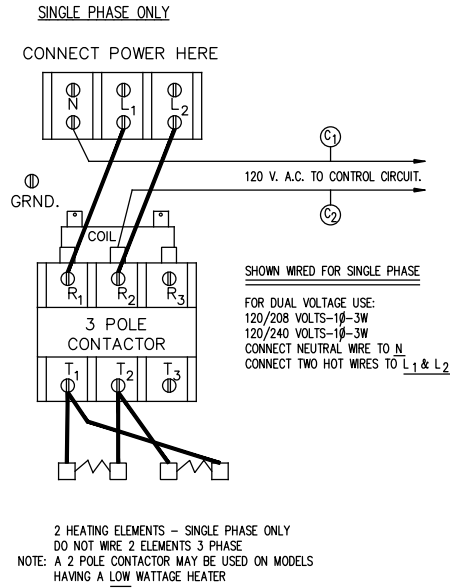 SINGLE PHASE ONLY
CONNECT POWER HERE
N L1 L2
C1
120 V. A.C. TO CONTROL CIRCUIT.
C2
GRND.
COIL
R1 R2 R3
3 POLE
CONTACTOR
T1 T2 T3
SHOWN WIRED FOR SINGLE PHASE
FOR DUAL VOLTAGE USE:
120/208 VOLTS-1Ø-3W
120/240 VOLTS-1Ø-3W
CONNECT NEUTRAL WIRE TO N
CONNECT TWO HOT WIRES TO L1 & L2
2 HEATING ELEMENTS - SINGLE PHASE ONLY
DO NOT WIRE 2 ELEMENTS 3 PHASE
NOTE: A 2 POLE CONTACTOR MAY BE USED ON MODELS
HAVING A LOW WATTAGE HEATER